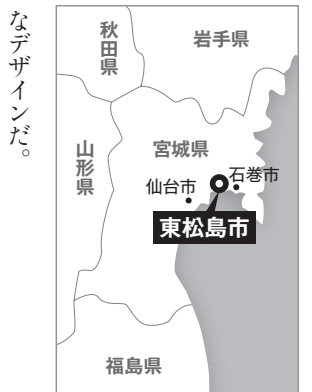 なデザインだ。
秋田県
岩手県
山形県
宮城県
仙台市
石巻市
東松島市
福島県